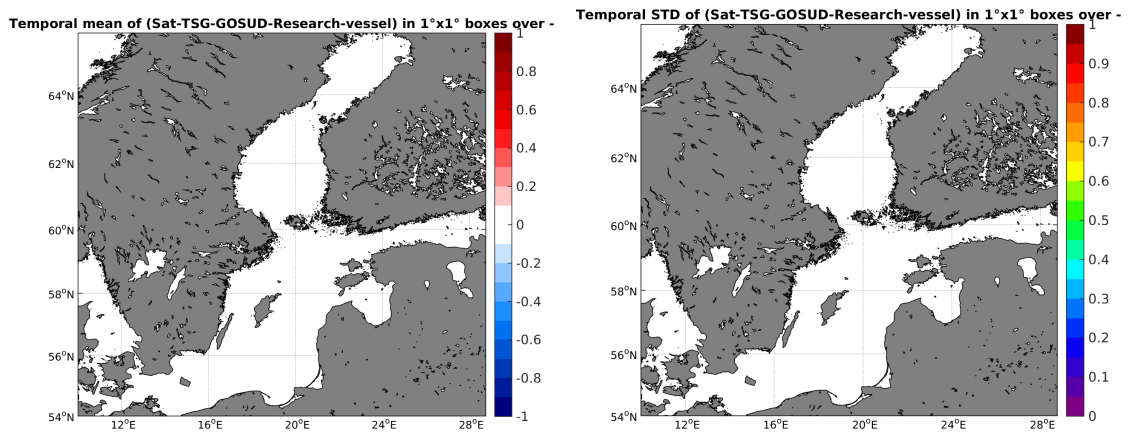 Temporal mean of (Sat-TSG-GOSUD-Research-vessel) in 1°x1° boxes over -
1
0.8
0.6
0.4
0.2
0
-0.2
-0.4
-0.6
-0.8
-1
64°N
62°N
60°N
58°N
56°N
54°N
12°E
16°E
20°E
24°E
28°E
Temporal STD of (Sat-TSG-GOSUD-Research-vessel) in 1°x1° boxes over -
1
0.9
0.8
0.7
0.6
0.5
0.4
0.3
0.2
0.1
0
64°N
62°N
60°N
58°N
56°N
54°N
12°E
16°E
20°E
24°E
28°E